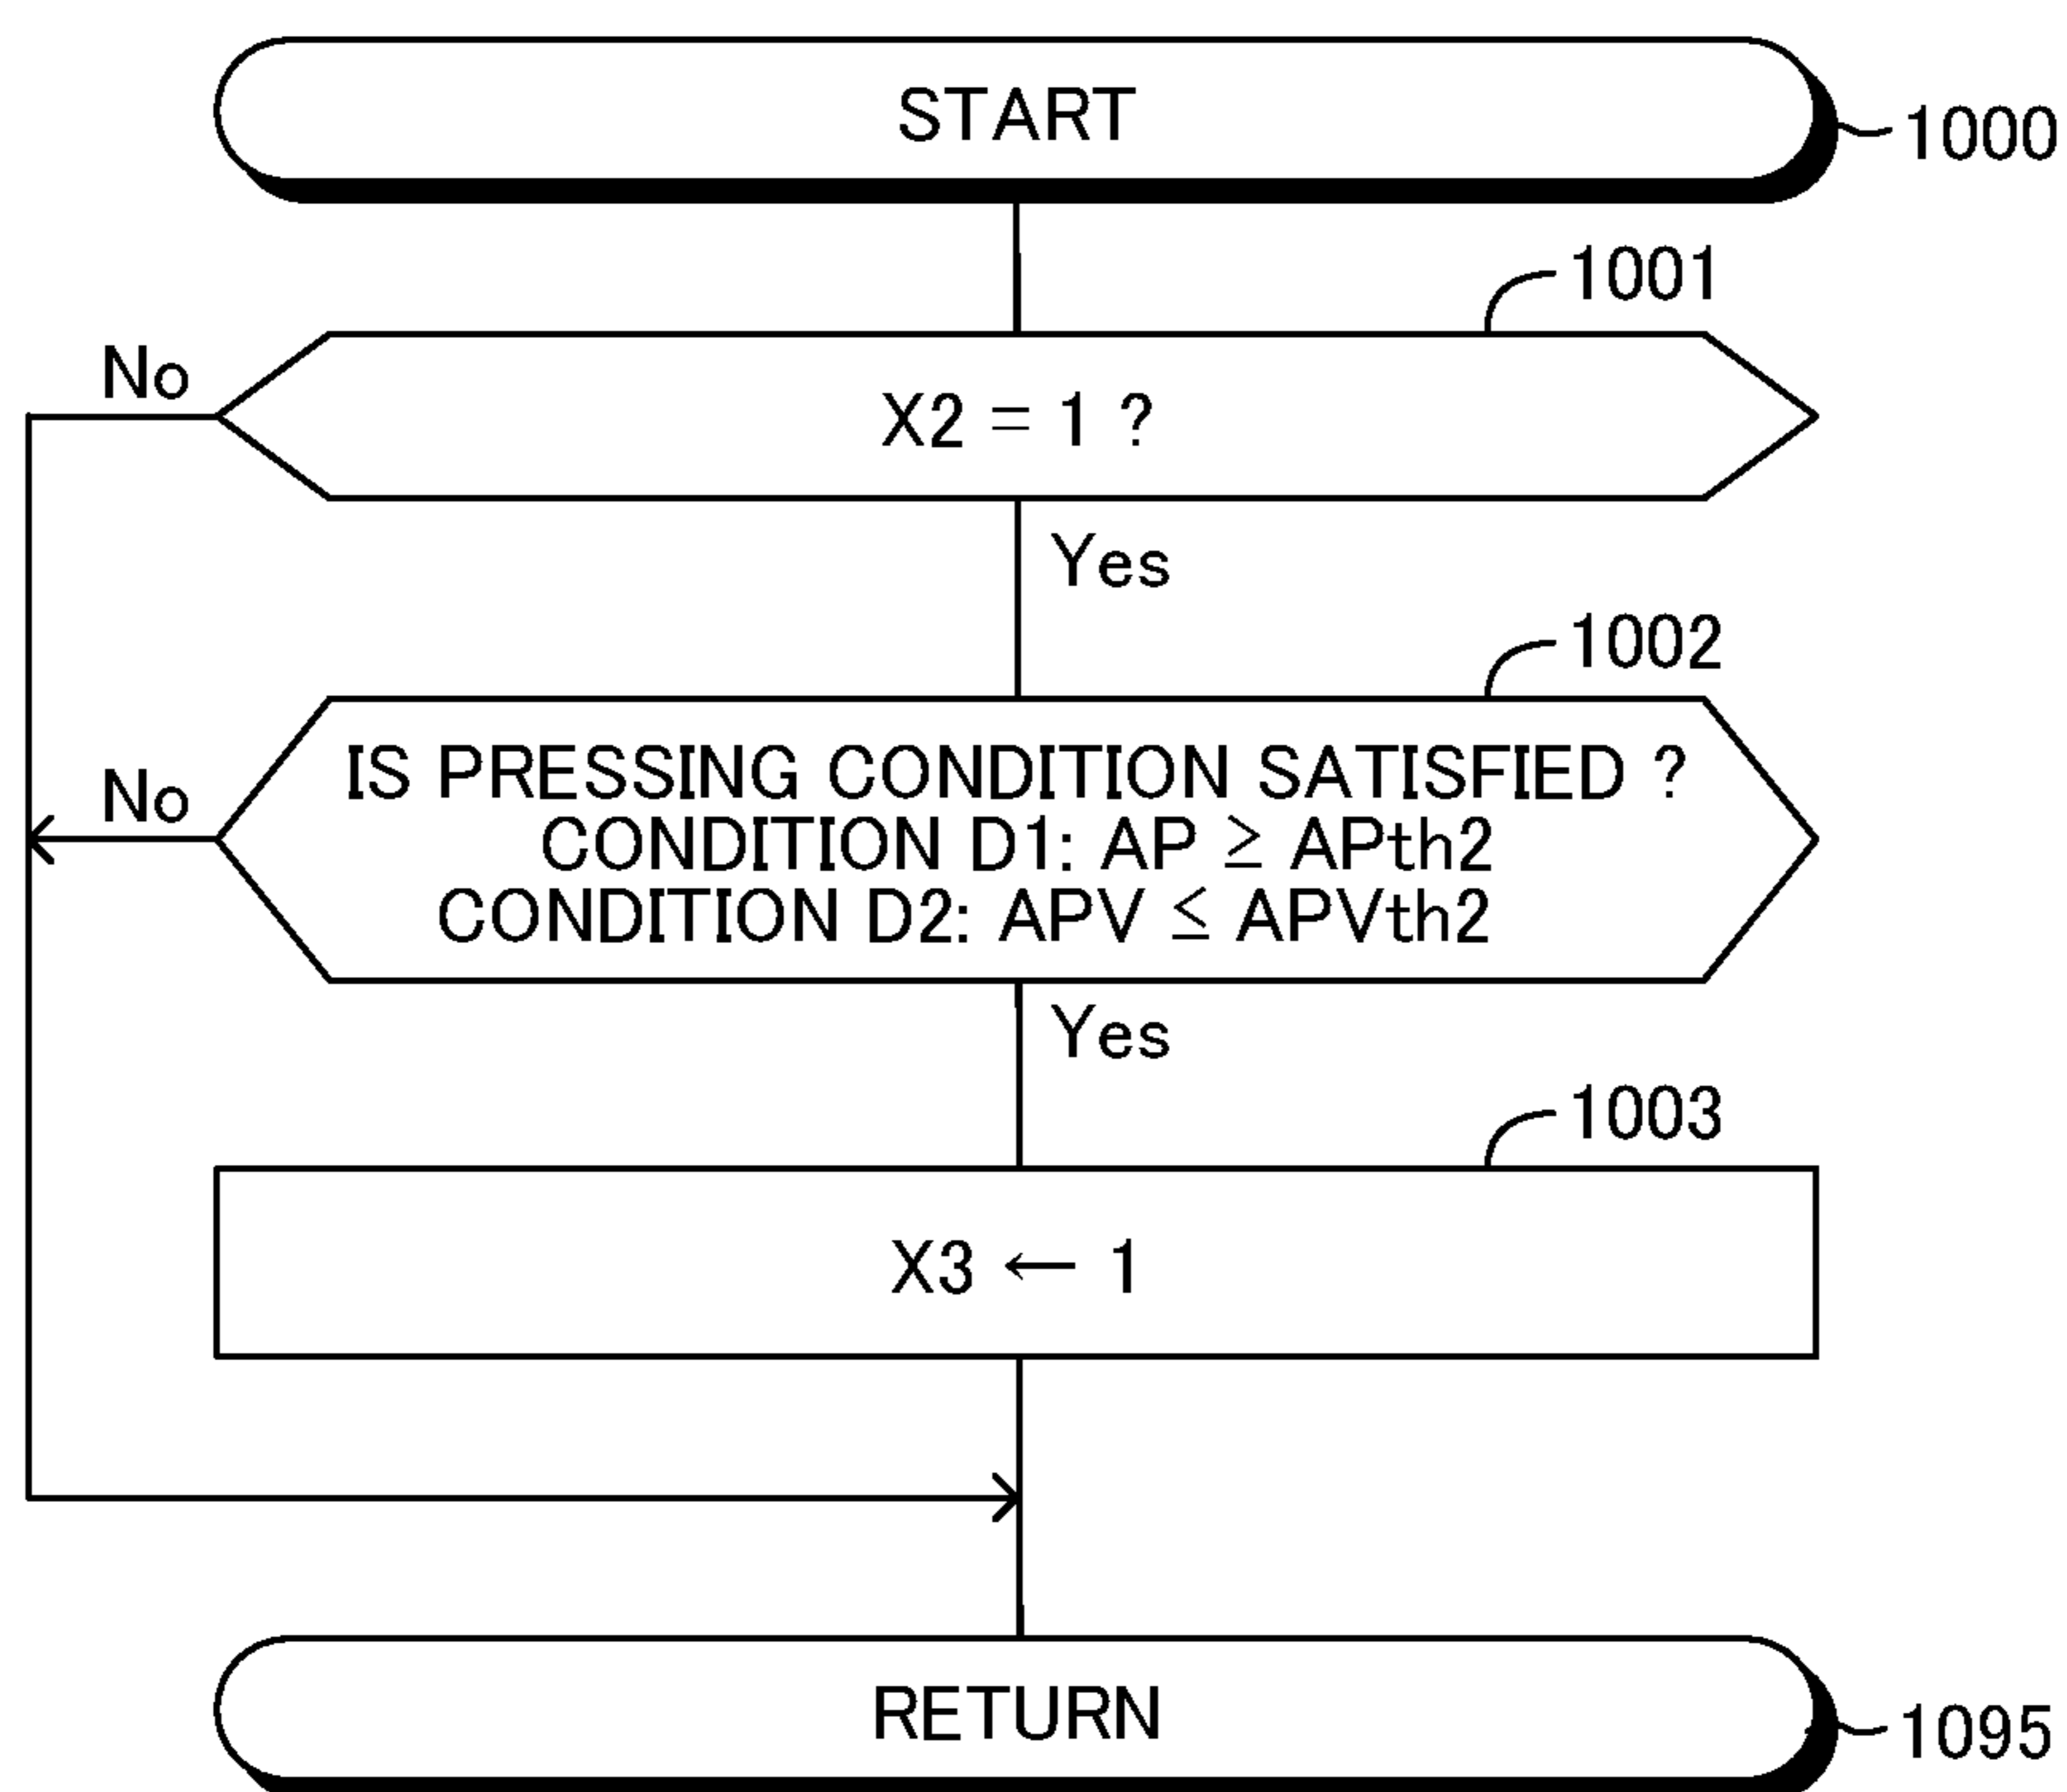 START
1000
1001
No
X2 = 1 ?
Yes
1002
No
IS PRESSING CONDITION SATISFIED ?
CONDITION D1: AP ≥ APth2
CONDITION D2: APV ≤ APVth2
Yes
1003
X3 ← 1
RETURN
1095